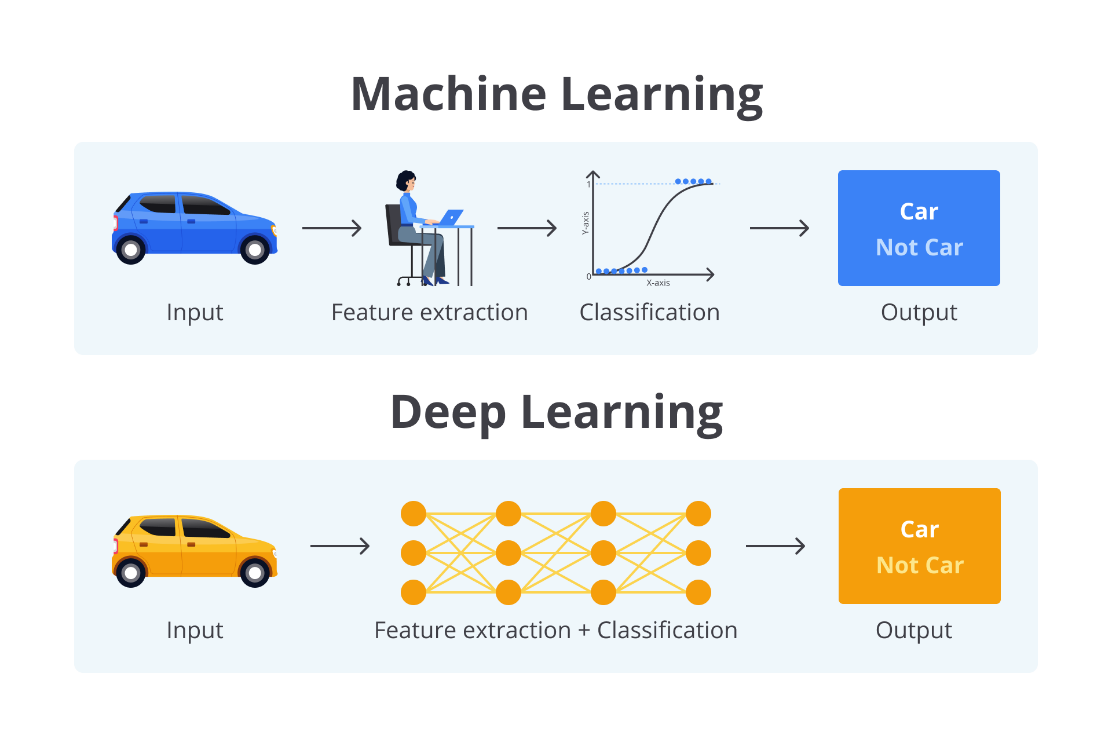 Machine Learning
1
Y-axis
0
X-axis
Car
Not Car
Input
Feature extraction
Classification
Output
Deep Learning
Car
Not Car
Input
Feature extraction + Classification
Output